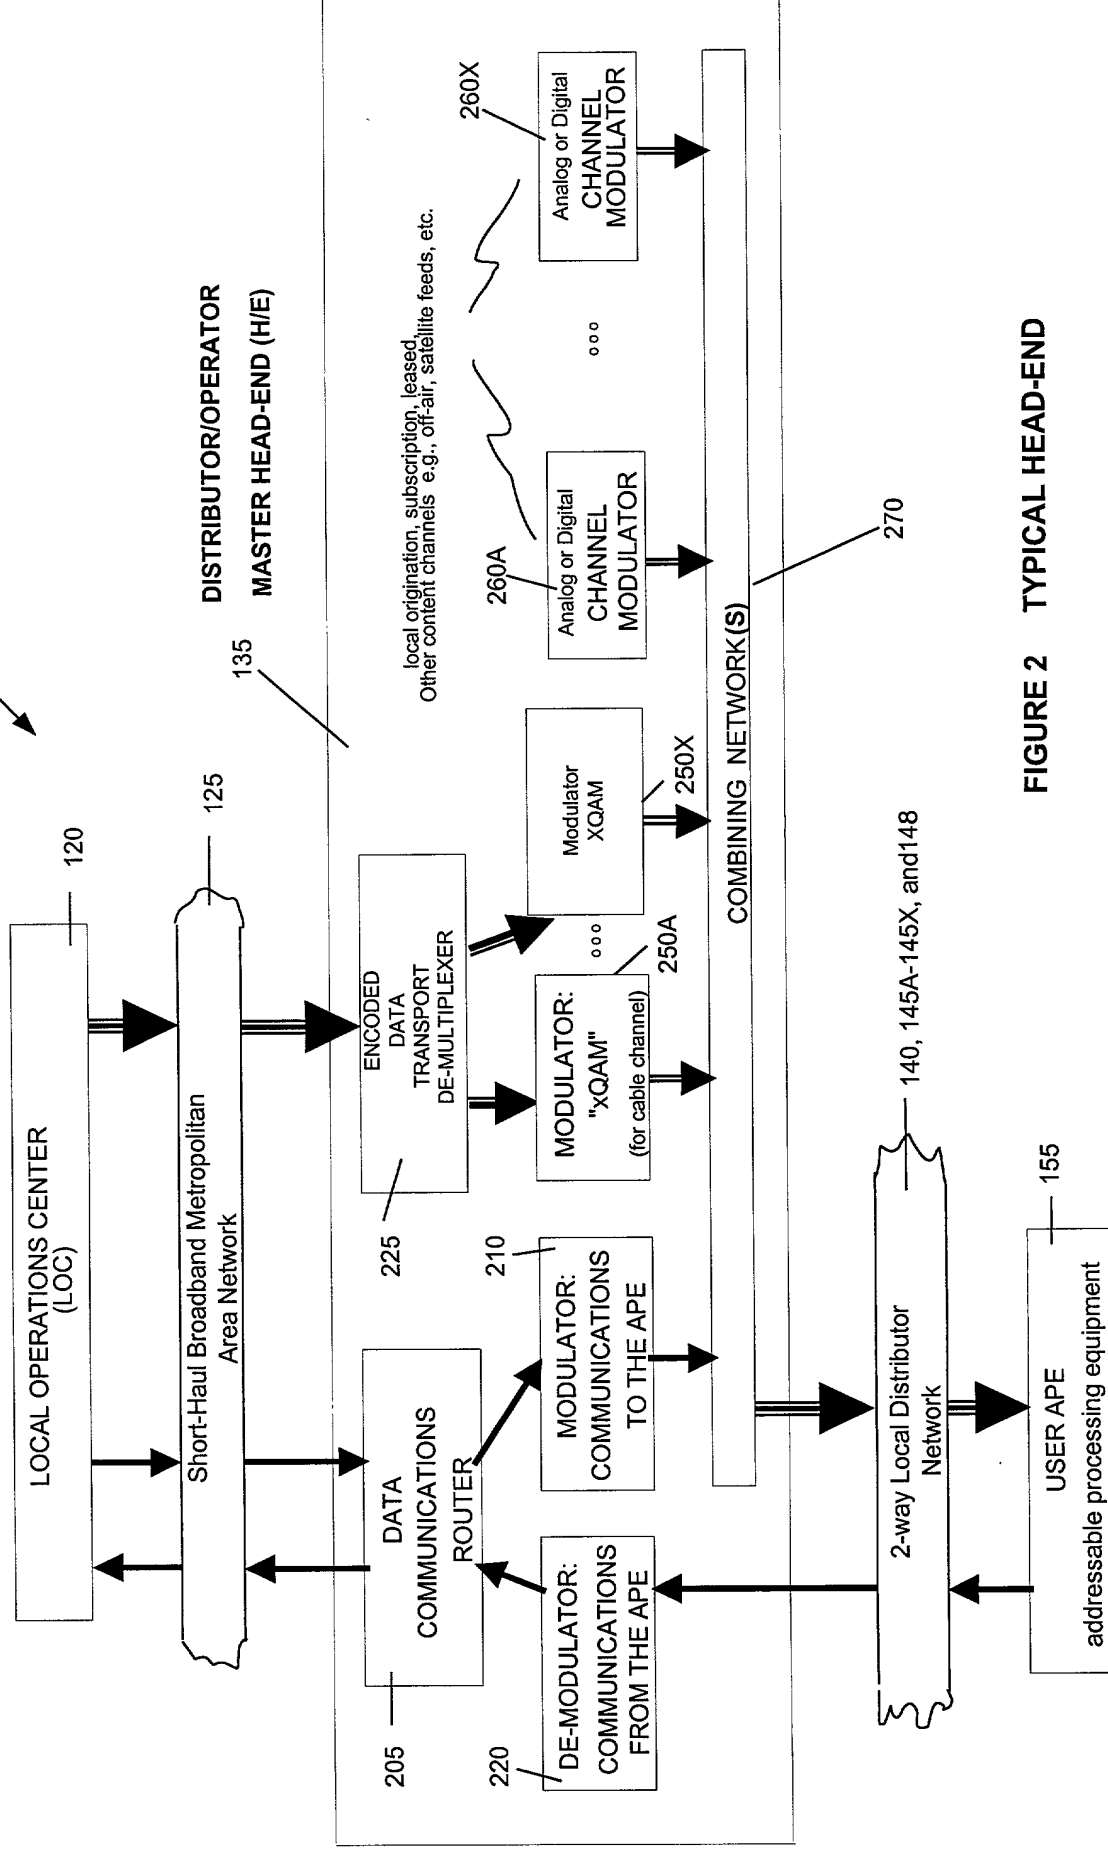 LOCAL OPERATIONS CENTER
(LOC)
120
Short-Haul Broadband Metropolitan
Area Network
125
DISTRIBUTOR/OPERATOR
MASTER HEAD-END (H/E)
135
205
DATA
COMMUNICATIONS
ROUTER
225
ENCODED
DATA
TRANSPORT
DE-MULTIPLEXER
local origination, subscription, leased,
Other content channels e.g., off-air, satellite feeds, etc.
220
DE-MODULATOR:
COMMUNICATIONS
FROM THE APE
210
MODULATOR:
COMMUNICATIONS
TO THE APE
MODULATOR:
"xQAM"
(for cable channel)
250A
ooo
Modulator
XQAM
250X
260A
Analog or Digital
CHANNEL
MODULATOR
ooo
260X
Analog or Digital
CHANNEL
MODULATOR
COMBINING NETWORK(S)
270
2-way Local Distributor
Network
140, 145A-145X, and148
USER APE
addressable processing equipment
155
FIGURE 2 TYPICAL HEAD-END